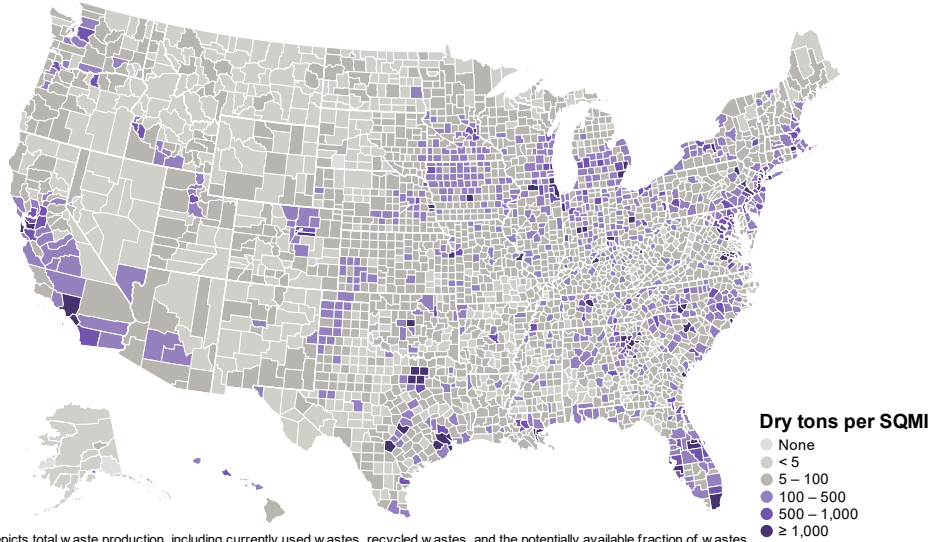 Dry tons per SQMI
None
< 5
5 – 100
100 – 500
500 – 1,000
≥ 1,000
total waste production, including currently used wastes, recycled wastes, and the potentially available fraction of wastes